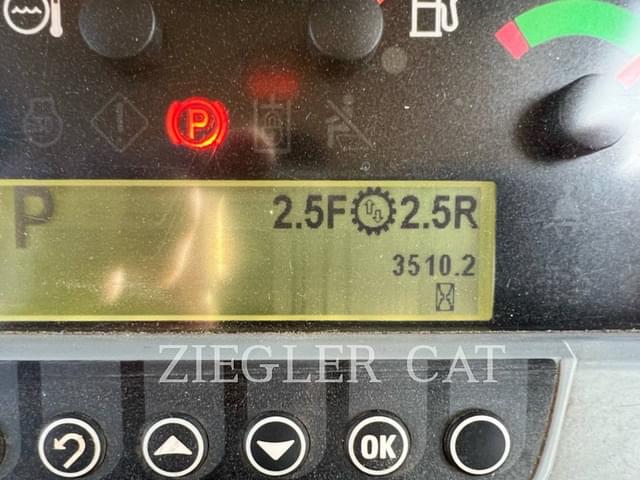 P
P
2.5F 2.5R
3510.2
ZIEGLER CAT
OK